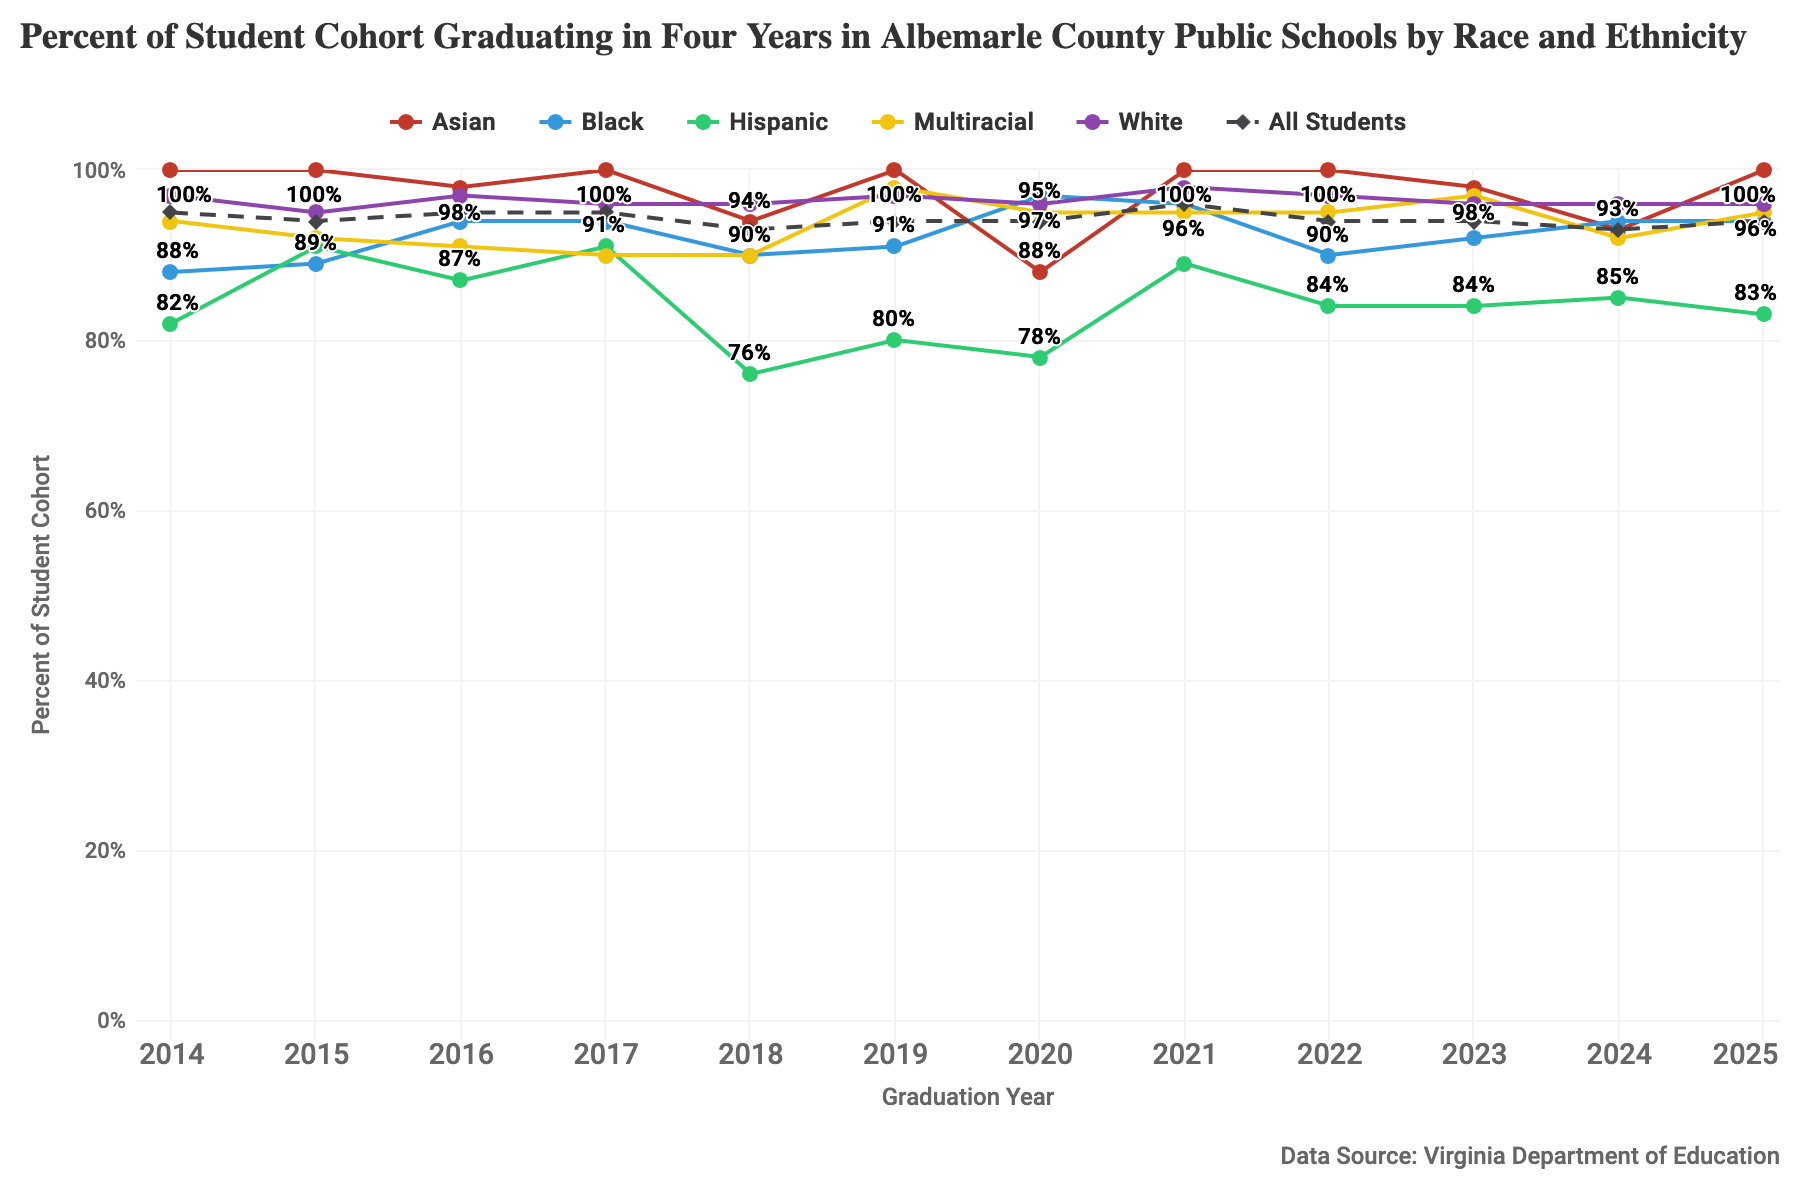 Percent of Student Cohort Graduating in Four Years in Albemarle County Public Schools by Race and Ethnicity
Asian Black Hispanic Multiracial White All Students
100%
80%
60%
40%
20%
0%
Percent of Student Cohort
100% 100% 98% 100% 94% 100% 95% 100% 100% 98% 93% 100%
88% 89% 87% 91% 90% 91% 97% 96% 90% 84% 85% 96%
82% 76% 80% 88% 84% 83%
78%
2014 2015 2016 2017 2018 2019 2020 2021 2022 2023 2024 2025
Graduation Year
Data Source: Virginia Department of Education